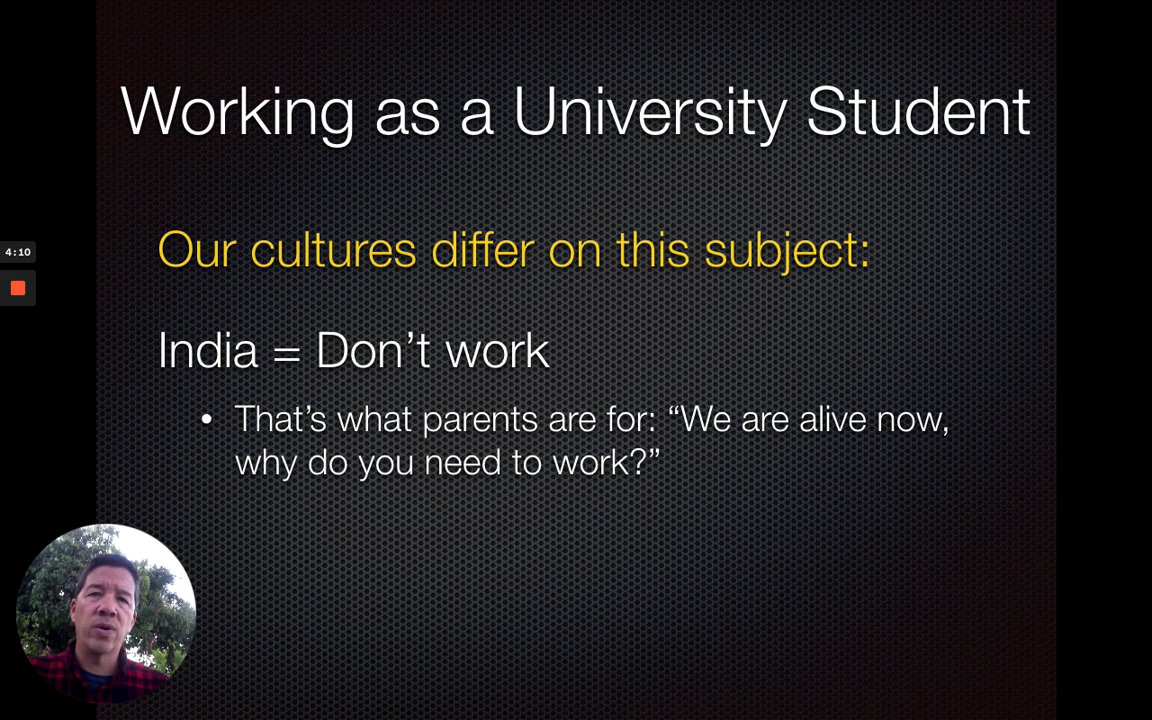 Working as a University Student
Our cultures differ on this subject:
4:10
India = Don’t work
• That’s what parents are for: “We are alive now,
why do you need to work?”